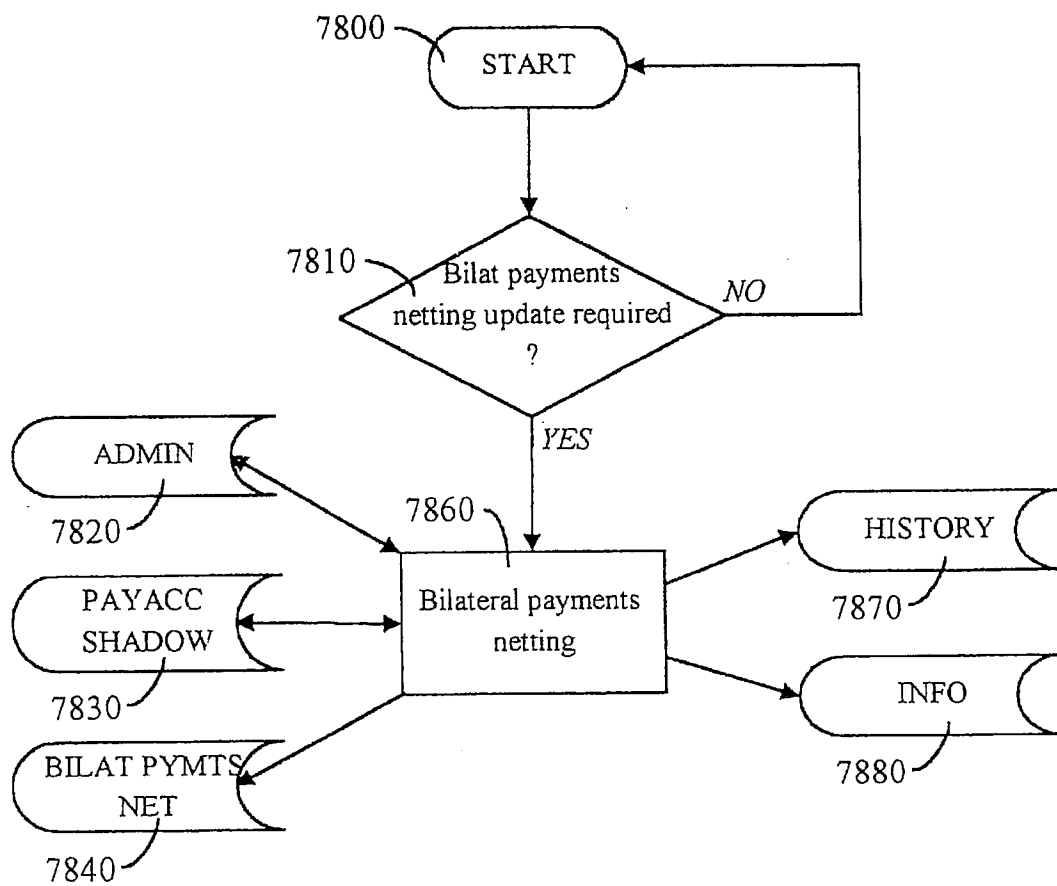 7800
START
7810
Bilat payments
netting update required
?
NO
YES
ADMIN
7820
7860
HISTORY
7870
PAYACC
SHADOW
7830
Bilateral payments
netting
INFO
7880
BILAT PYMTS
NET
7840